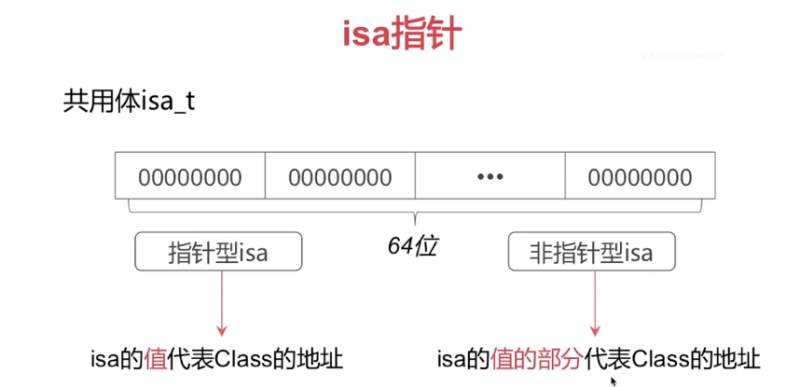 isa指针
共用体isa_t
00000000 00000000 ••• 00000000
指针型isa 64位 非指针型isa
isa的值代表Class的地址 isa的值的部分代表Class的地址